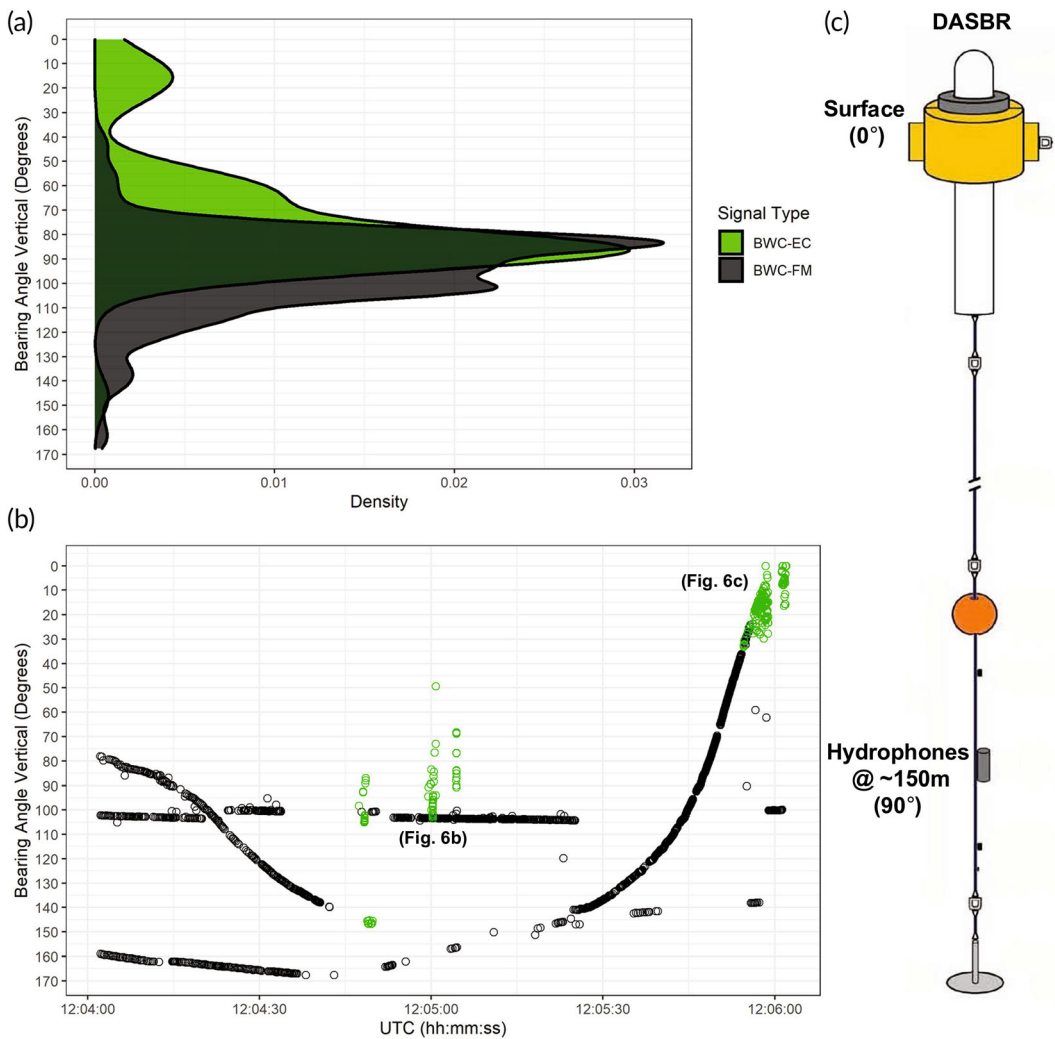 (a)
Bearing Angle Vertical (Degrees)
0
10
20
30
40
50
60
70
80
90
100
110
120
130
140
150
160
170
0.00
0.01
0.02
0.03
Density
Signal Type
BWC-EC
BWC-FM
(b)
Bearing Angle Vertical (Degrees)
0
10
20
30
40
50
60
70
80
90
100
110
120
130
140
150
160
170
(Fig. 6c)
(Fig. 6b)
12:04:00
12:04:30
12:05:00
12:05:30
12:06:00
UTC (hh:mm:ss)
(c)
DASBR
Surface
(0°)
Hydrophones
@ ~150m
(90°)